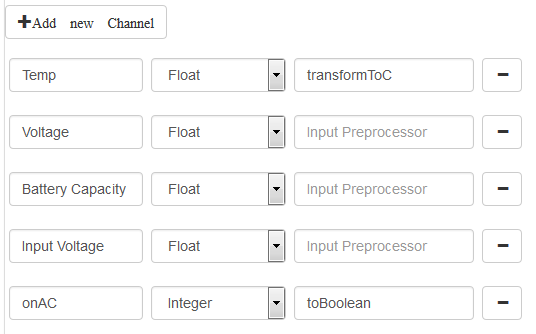 Add new Channel
Temp Float transformToC
Voltage Float Input Preprocessor
Battery Capacity Float Input Preprocessor
Input Voltage Float Input Preprocessor
onAC Integer toBoolean